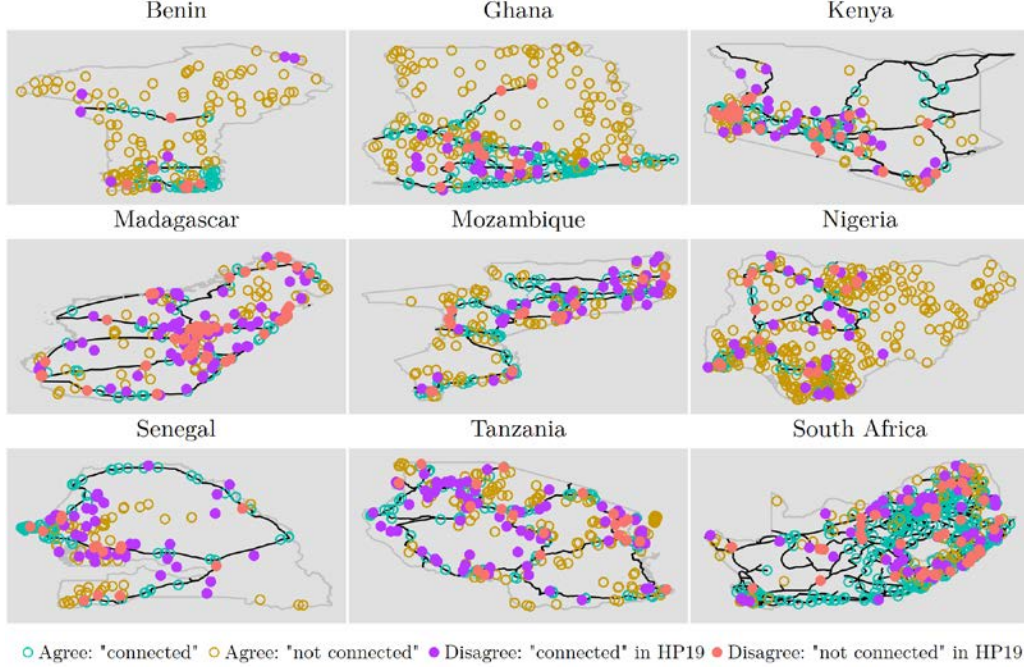 Benin Ghana Kenya
Madagascar Mozambique Nigeria
Senegal Tanzania South Africa
Agree: "connected" Agree: "not connected" Disagree: "connected" in HP19 Disagree: "not connected" in HP19